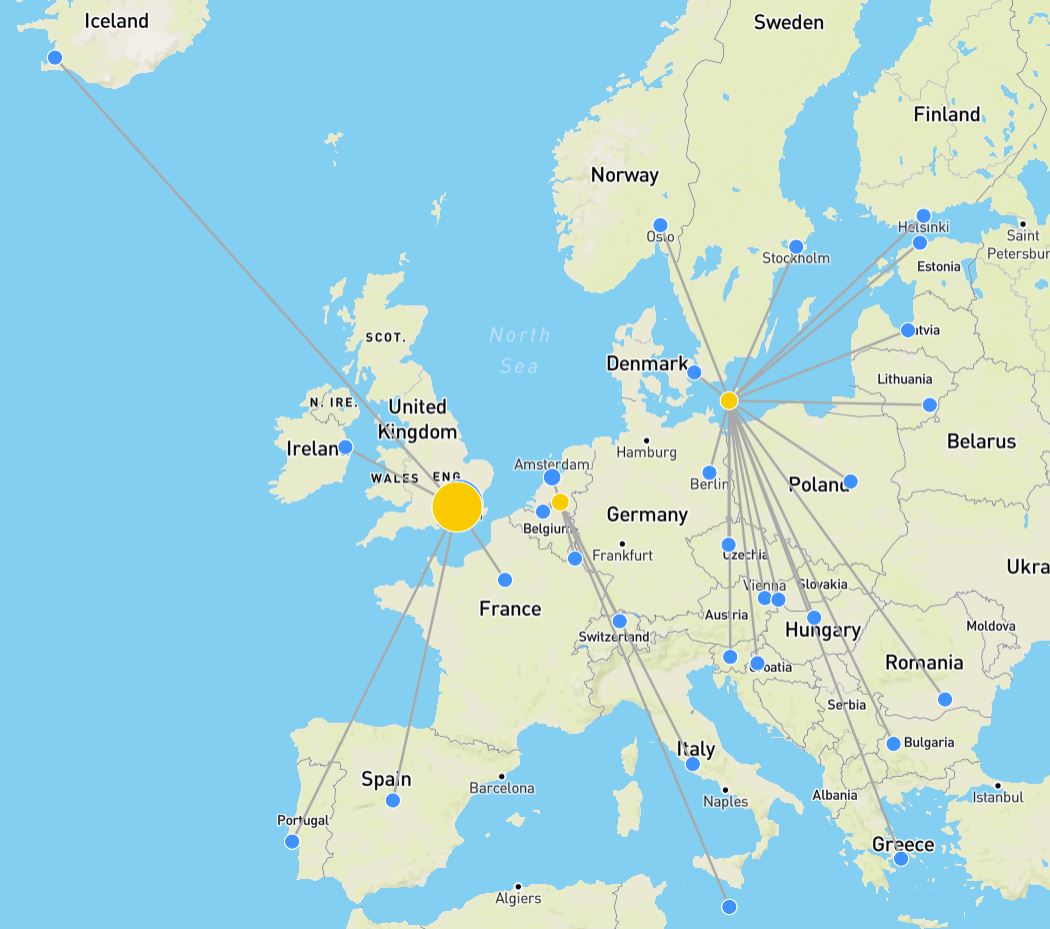 Iceland
Sweden
Finland
Norway
Helsinki
Oslo
Saint
Petersbur
Stockholm
Estonia
North
Sea
SCOT.
Denmark
atvia
Lithuania
N. IRE.
United
Kingdom
Belarus
Irelan
Hamburg
WALES
ENG.
Amsterdam
Berlin
Poland
Belgium
Germany
Frankfurt
Czechia
Ukra
Vienna
Slovakia
France
Austria
Moldova
Switzerland
Hungary
Croatia
Romania
Serbia
Italy
Bulgaria
Spain
Barcelona
Naples
Albania
Istanbul
Portugal
Greece
Algiers